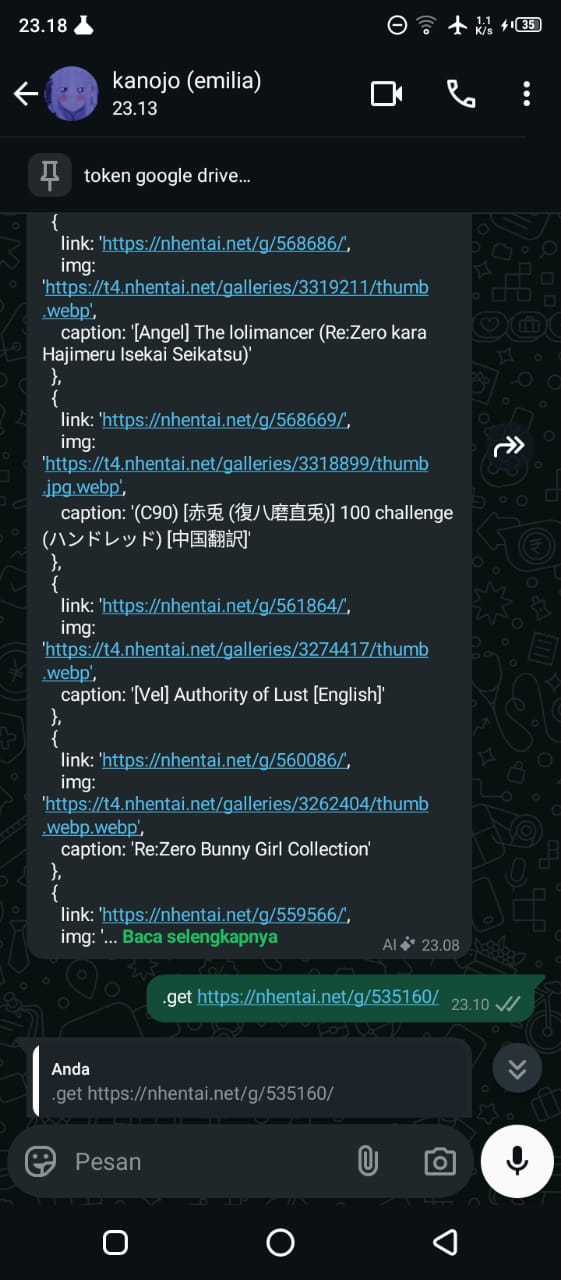 23.18
1.1
K/s
35
kanojo (emilia)
23.13
token google drive...
{
link: 'https://nhentai.net/g/568686/',
img:
'https://t4.nhentai.net/galleries/3319211/thumb
.webp',
caption: '[Angel] The lolimancer (Re:Zero kara
Hajimeru Isekai Seikatsu)'
},
{
link: 'https://nhentai.net/g/568669/',
img:
'https://t4.nhentai.net/galleries/3318899/thumb
.jpg.webp',
caption: '(C90) [赤兎 (復八磨直兎)] 100 challenge
(ハンドレッド) [中国翻訳]'
},
{
link: 'https://nhentai.net/g/561864/',
img:
'https://t4.nhentai.net/galleries/3274417/thumb
.webp',
caption: '[Vel] Authority of Lust [English]'
},
{
link: 'https://nhentai.net/g/560086/',
img:
'https://t4.nhentai.net/galleries/3262404/thumb
.webp.webp',
caption: 'Re:Zero Bunny Girl Collection'
},
{
link: 'https://nhentai.net/g/559566/',
img: '... Baca selengkapnya
AI 23.08
.get https://nhentai.net/g/535160/ 23.10
Anda
.get https://nhentai.net/g/535160/
Pesan